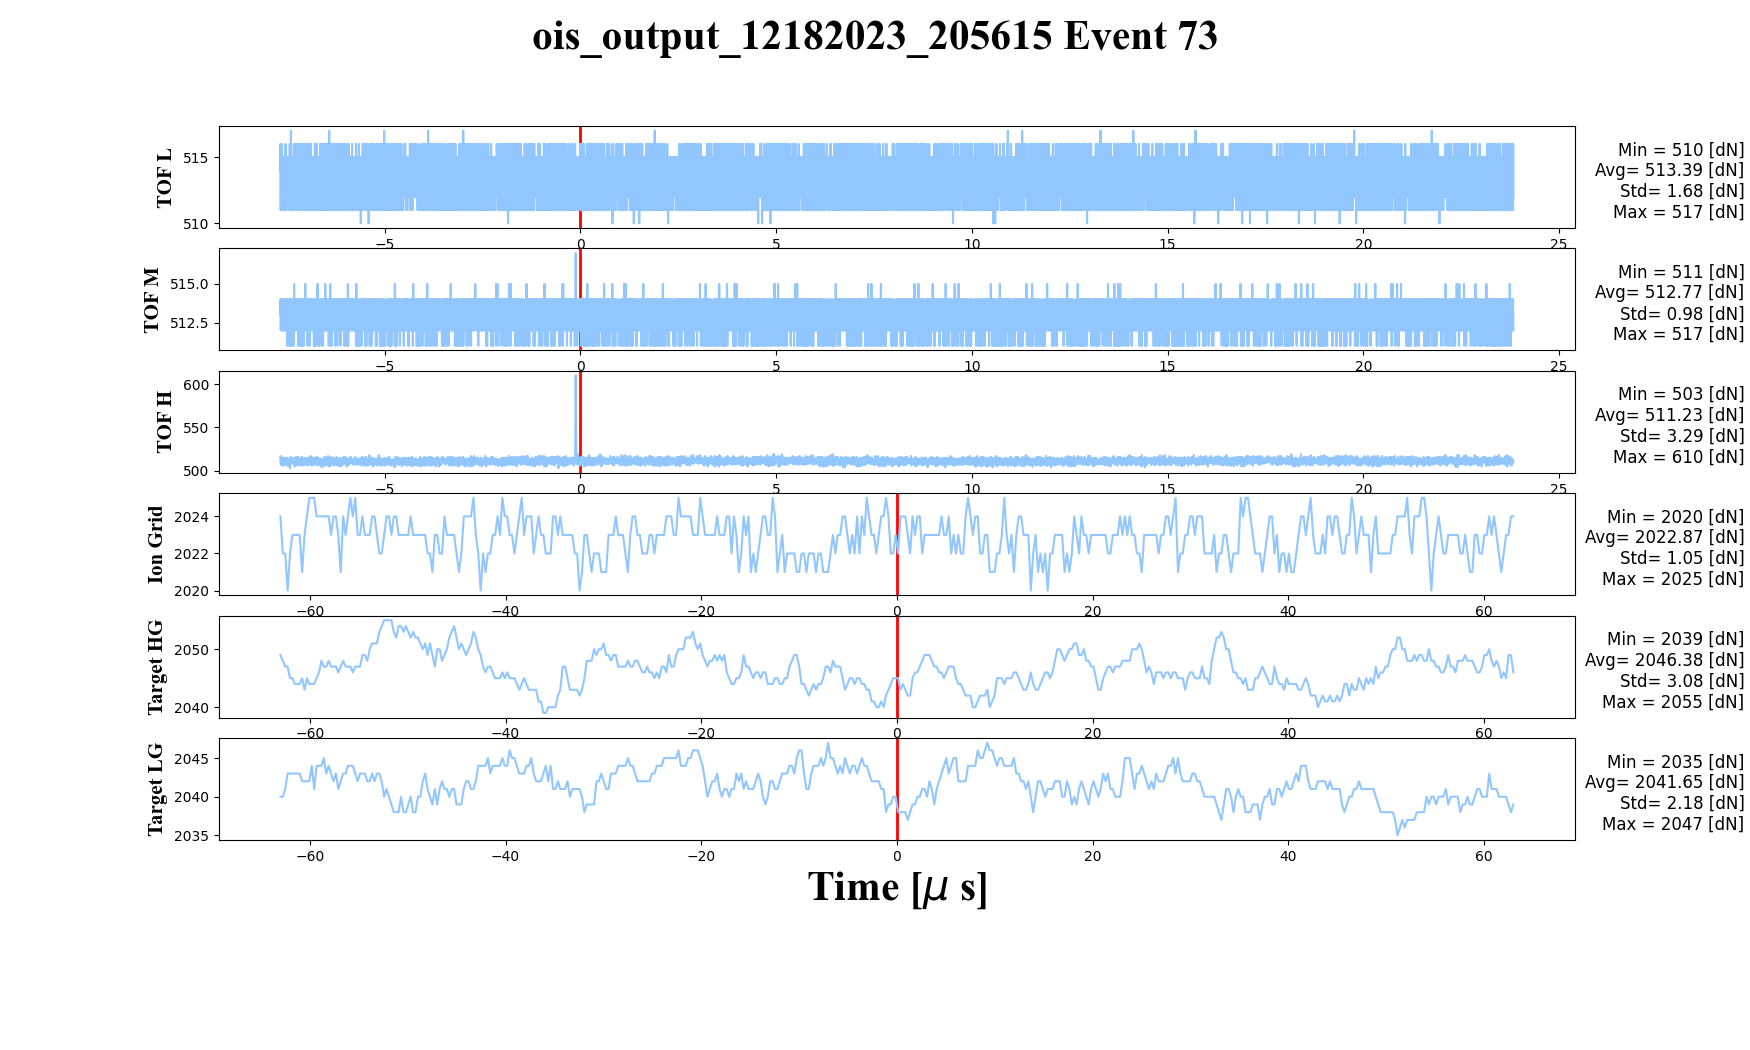 ois_output_12182023_205615 Event 73
TOF L
515
510
−5 0 5 10 15 20 25
Min = 510 [dN]
Avg= 513.39 [dN]
Std= 1.68 [dN]
Max = 517 [dN]
TOF M
515.0
512.5
−5 0 5 10 15 20 25
Min = 511 [dN]
Avg= 512.77 [dN]
Std= 0.98 [dN]
Max = 517 [dN]
TOF H
600
550
500
−5 0 5 10 15 20 25
Min = 503 [dN]
Avg= 511.23 [dN]
Std= 3.29 [dN]
Max = 610 [dN]
Ion Grid
2024
2022
2020
−60 −40 −20 0 20 40 60
Min = 2020 [dN]
Avg= 2022.87 [dN]
Std= 1.05 [dN]
Max = 2025 [dN]
Target HG
2050
2040
−60 −40 −20 0 20 40 60
Min = 2039 [dN]
Avg= 2046.38 [dN]
Std= 3.08 [dN]
Max = 2055 [dN]
Target LG
2045
2040
2035
−60 −40 −20 0 20 40 60
Min = 2035 [dN]
Avg= 2041.65 [dN]
Std= 2.18 [dN]
Max = 2047 [dN]
Time [μ s]